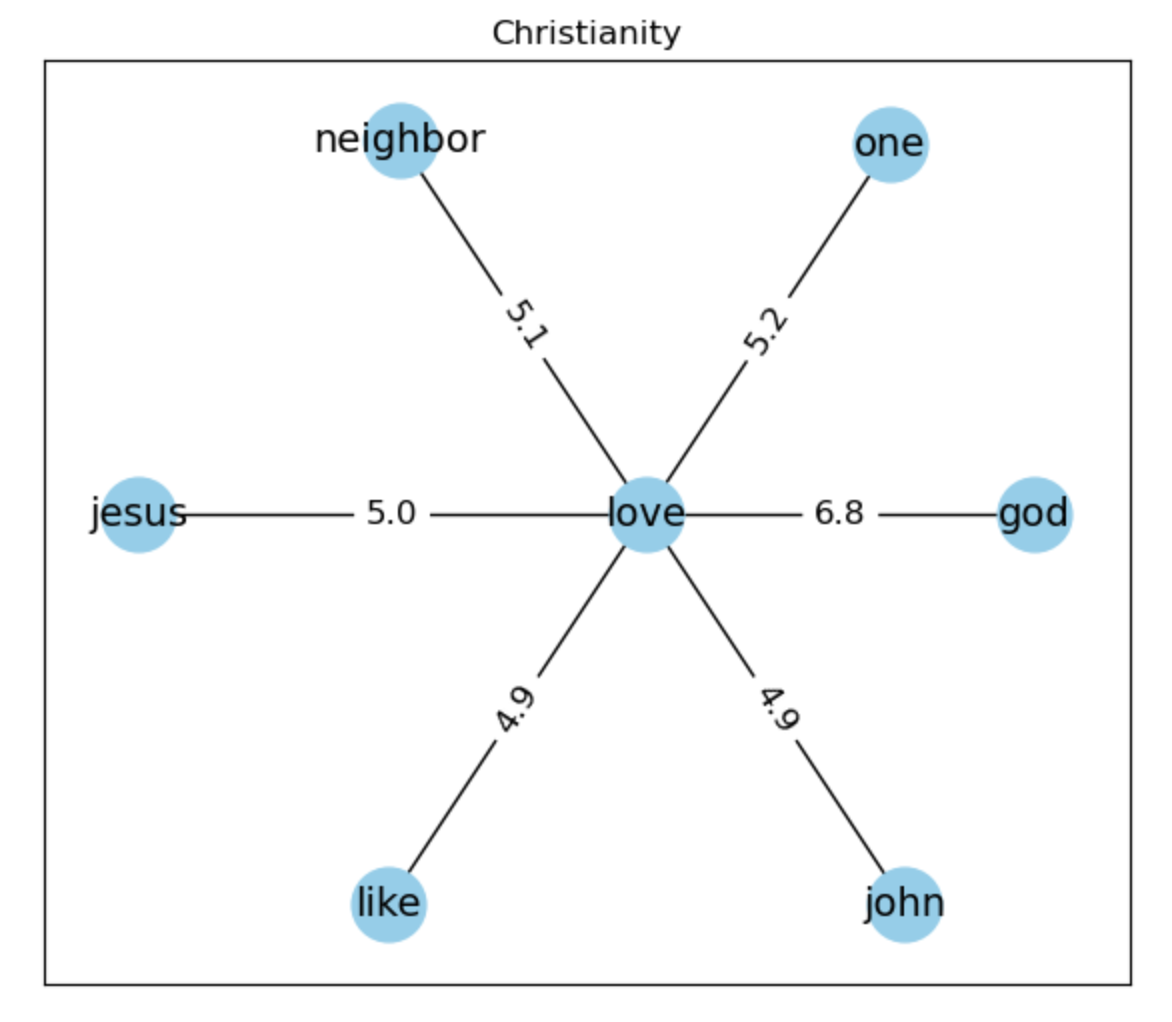 Christianity
neighbor
one
5.1
5.2
jesus
5.0
love
6.8
god
4.9
4.9
like
john